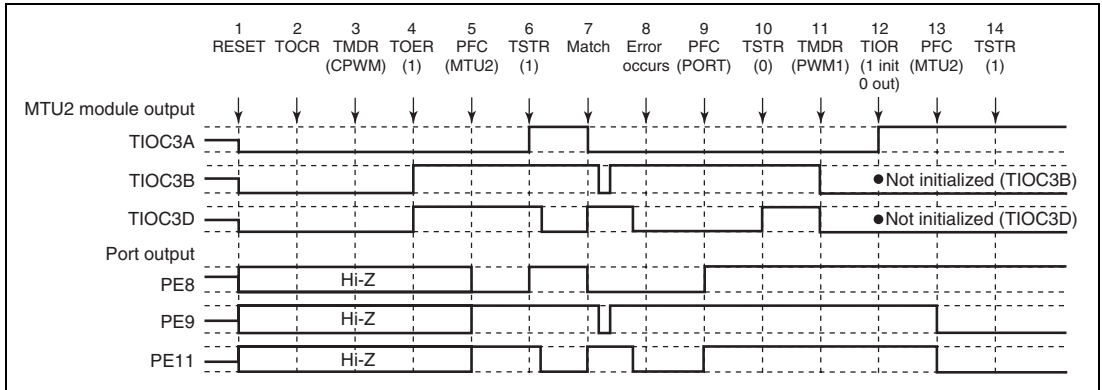 1 2 3 4 5 6 7 8 9 10 11 12 13 14
RESET TOCR TMDR TOER PFC TSTR Match Error PFC TSTR TMDR TIOR PFC TSTR
(CPWM) (1) (MTU2) (1) occurs (PORT) (0) (PWM1) (1 init (MTU2) (1)
0 out)
MTU2 module output
TIOC3A
TIOC3B
●Not initialized (TIOC3B)
TIOC3D
●Not initialized (TIOC3D)
Port output
PE8
Hi-Z
PE9
Hi-Z
PE11
Hi-Z